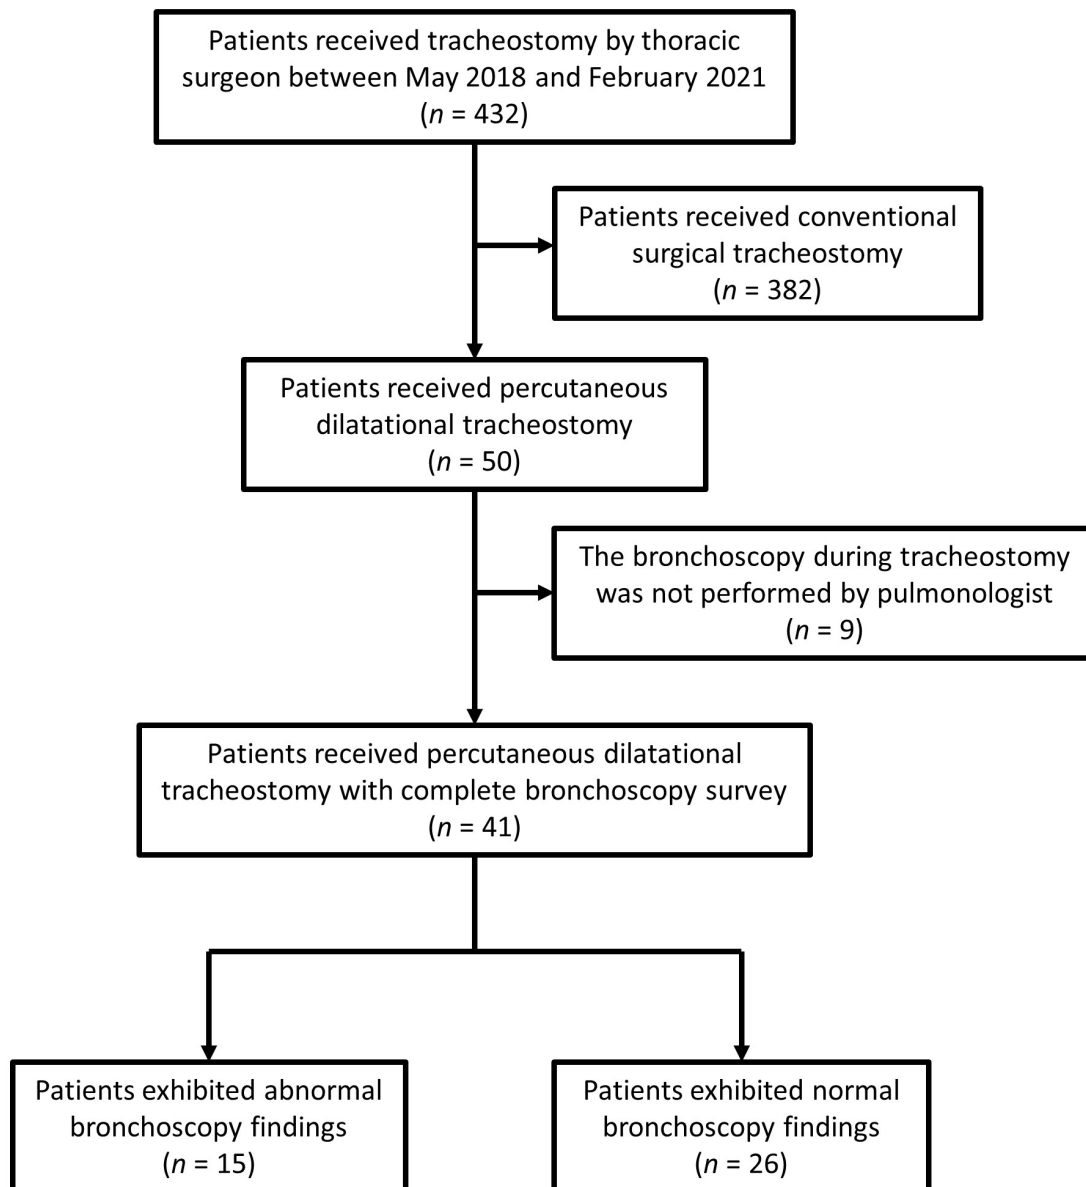 Patients received tracheostomy by thoracic
surgeon between May 2018 and February 2021
(n = 432)
Patients received conventional
surgical tracheostomy
(n = 382)
Patients received percutaneous
dilatational tracheostomy
(n = 50)
The bronchoscopy during tracheostomy
was not performed by pulmonologist
(n = 9)
Patients received percutaneous dilatational
tracheostomy with complete bronchoscopy survey
(n = 41)
Patients exhibited abnormal
bronchoscopy findings
(n = 15)
Patients exhibited normal
bronchoscopy findings
(n = 26)